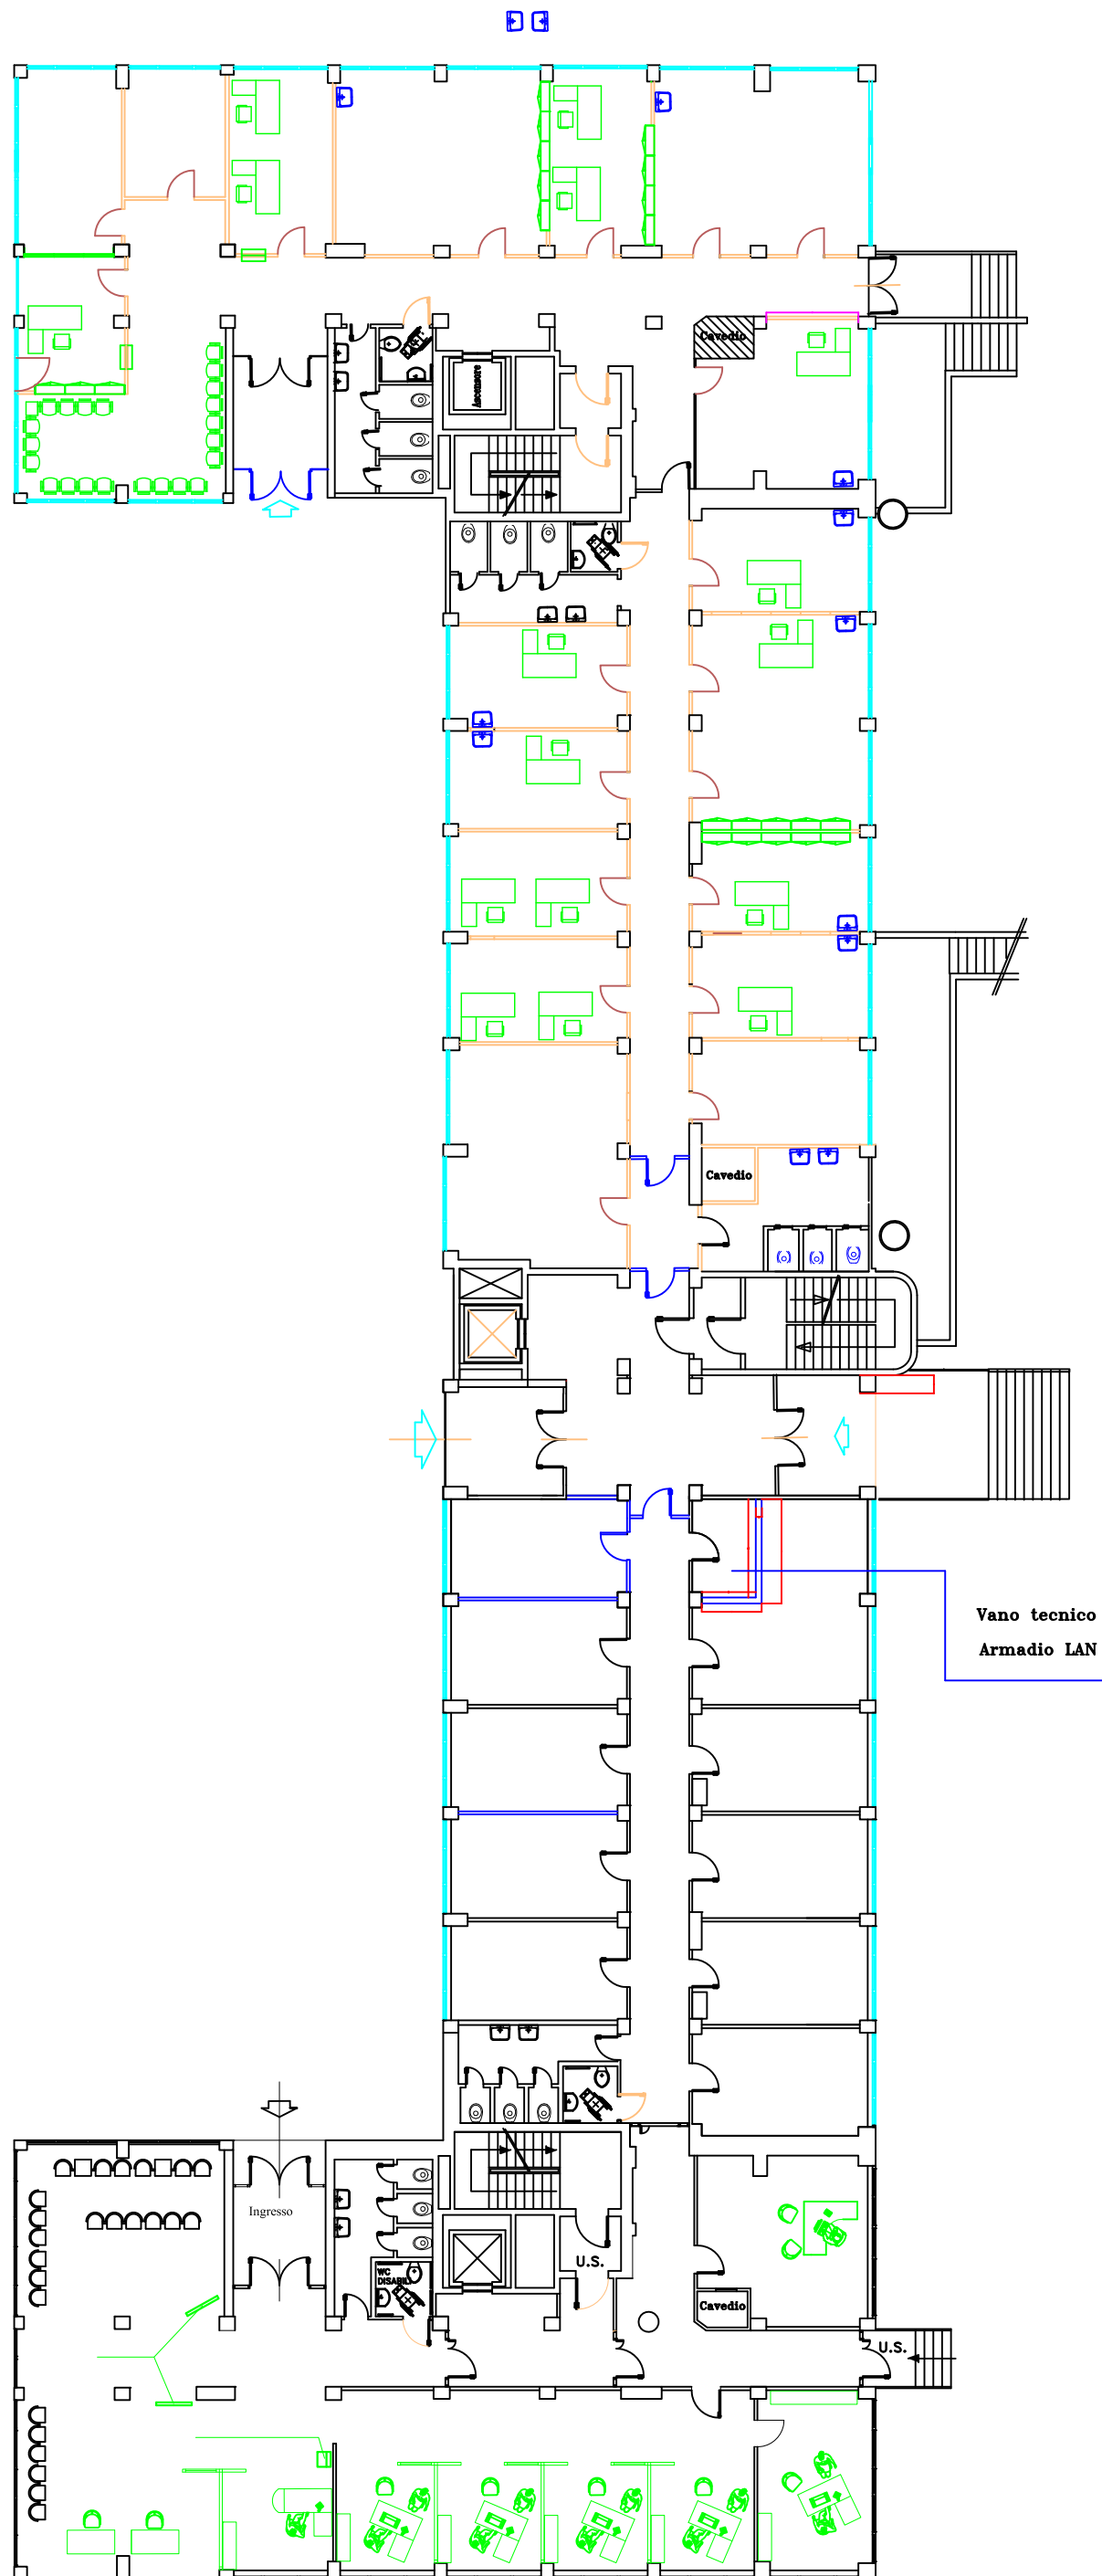 Cavedio
Ascensore
Cavedio
Vano tecnico
Armadio LAN
Ingresso
U.S.
WC
DISABILI
Cavedio
U.S.